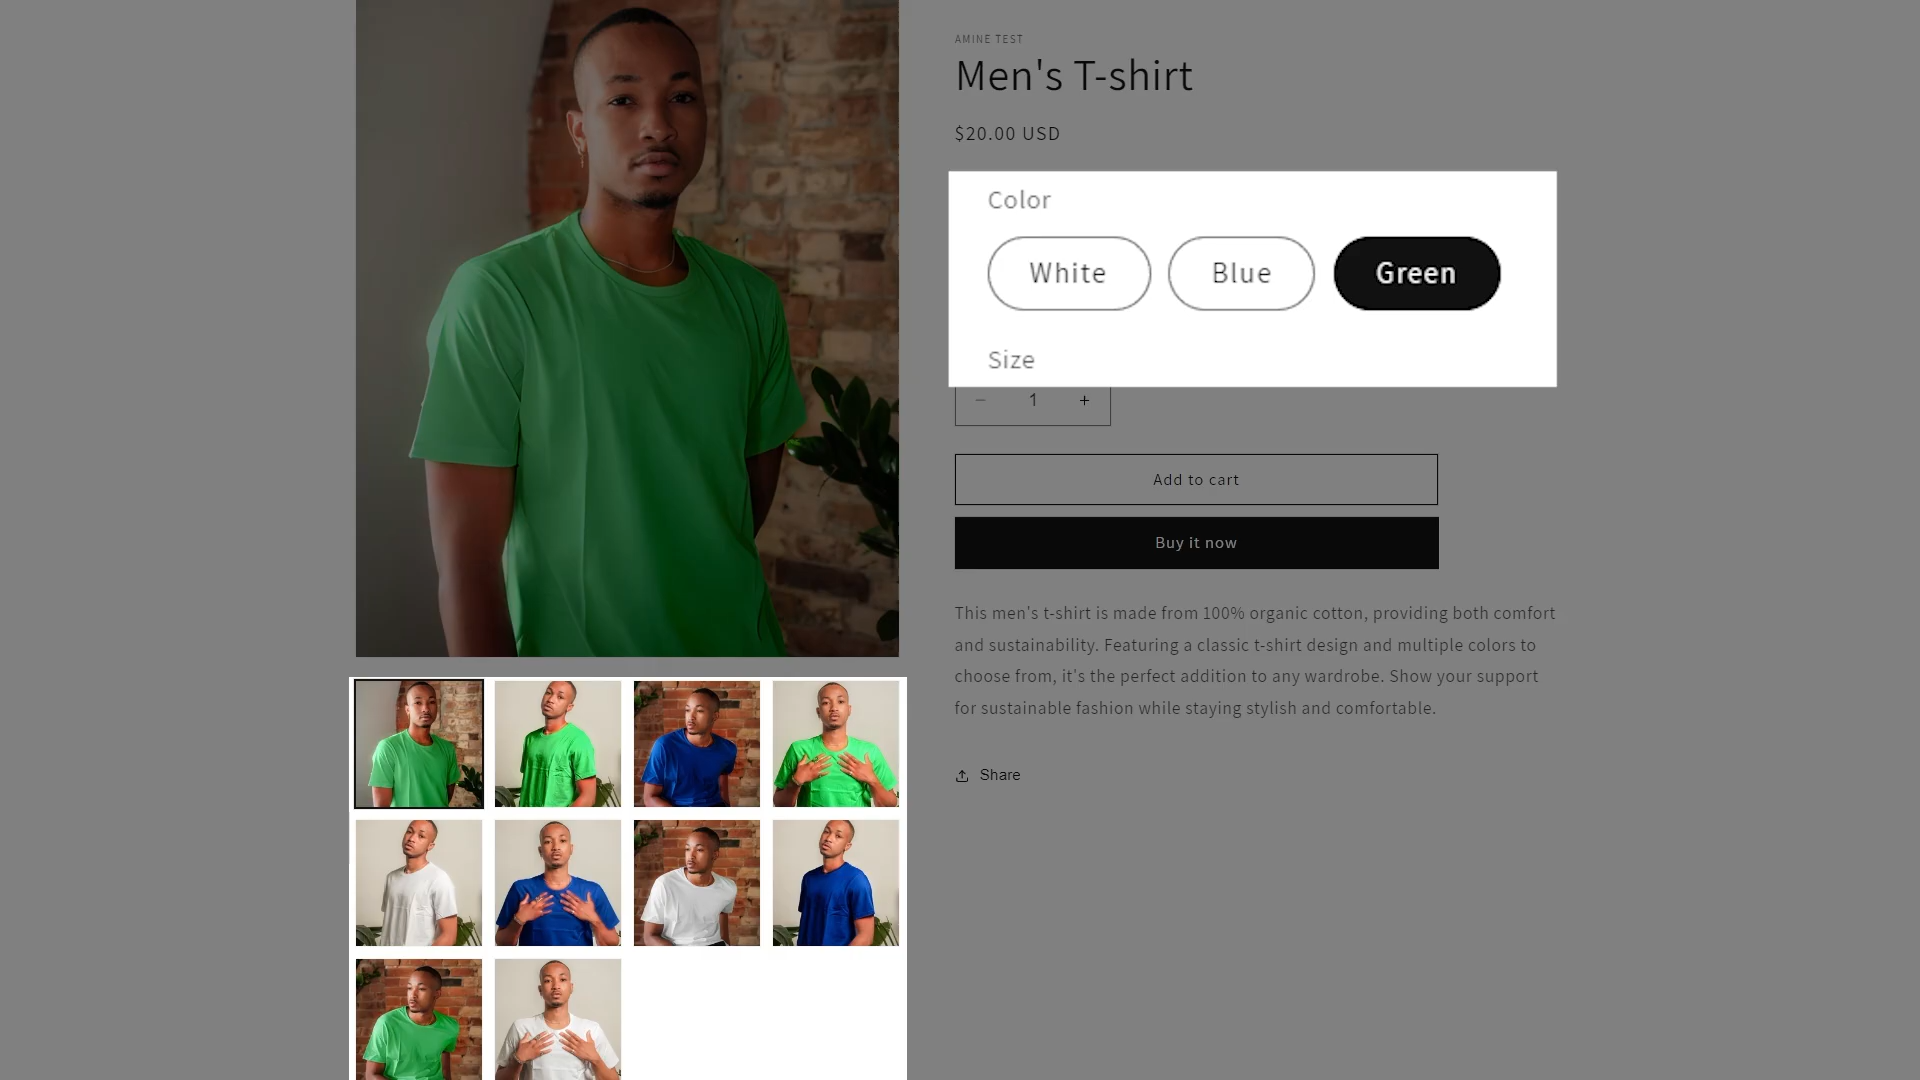 AMINE TEST
Men's T-shirt
$20.00 USD
Color
White
Blue
Green
Size
− 1 +
Add to cart
Buy it now
This men's t-shirt is made from 100% organic cotton, providing both comfort
and sustainability. Featuring a classic t-shirt design and multiple colors to
choose from, it's the perfect addition to any wardrobe. Show your support
for sustainable fashion while staying stylish and comfortable.
Share